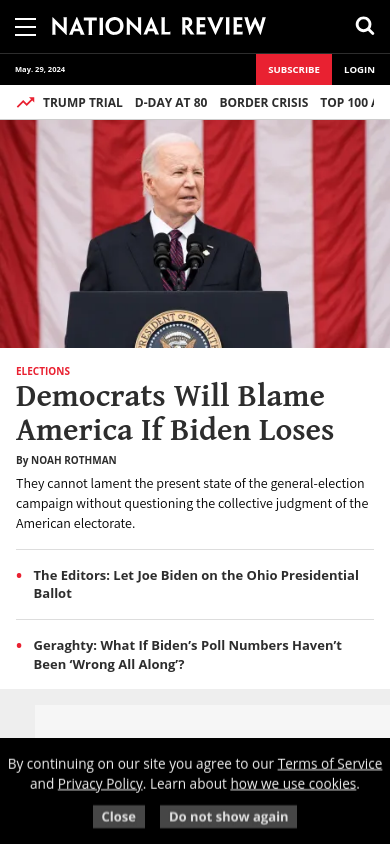 NATIONAL REVIEW
May. 29, 2024
SUBSCRIBE
LOGIN
TRUMP TRIAL D-DAY AT 80 BORDER CRISIS TOP 100
PRESIDENT OF THE UNIT
ELECTIONS
Democrats Will Blame
America If Biden Loses
By NOAH ROTHMAN
They cannot lament the present state of the general-election
campaign without questioning the collective judgment of the
American electorate.
• The Editors: Let Joe Biden on the Ohio Presidential
Ballot
• Geraghty: What If Biden’s Poll Numbers Haven’t
Been ‘Wrong All Along’?
By continuing on our site you agree to our Terms of Service
and Privacy Policy. Learn about how we use cookies.
Close
Do not show again